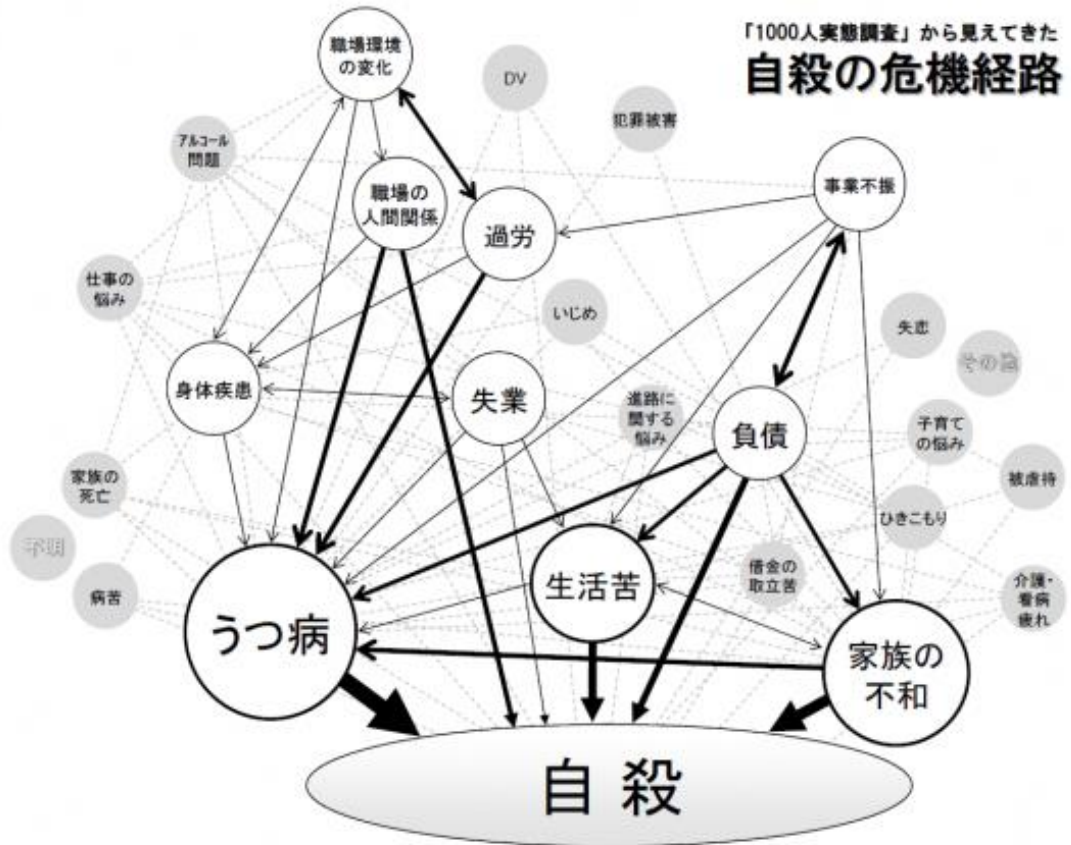 「1000人実態調査」から見えてきた
自殺の危機経路
職場環境
の変化
DV
犯罪被害
アルコール
問題
職場の
人間関係
過労
事業不振
仕事の
悩み
いじめ
失恋
その他
身体疾患
失業
進路に
関する
悩み
負債
子育て
の悩み
家族の
死亡
被虐待
ひきこもり
不明
病苦
生活苦
借金の
取立苦
介護・
看病
疲れ
うつ病
家族の
不和
自殺